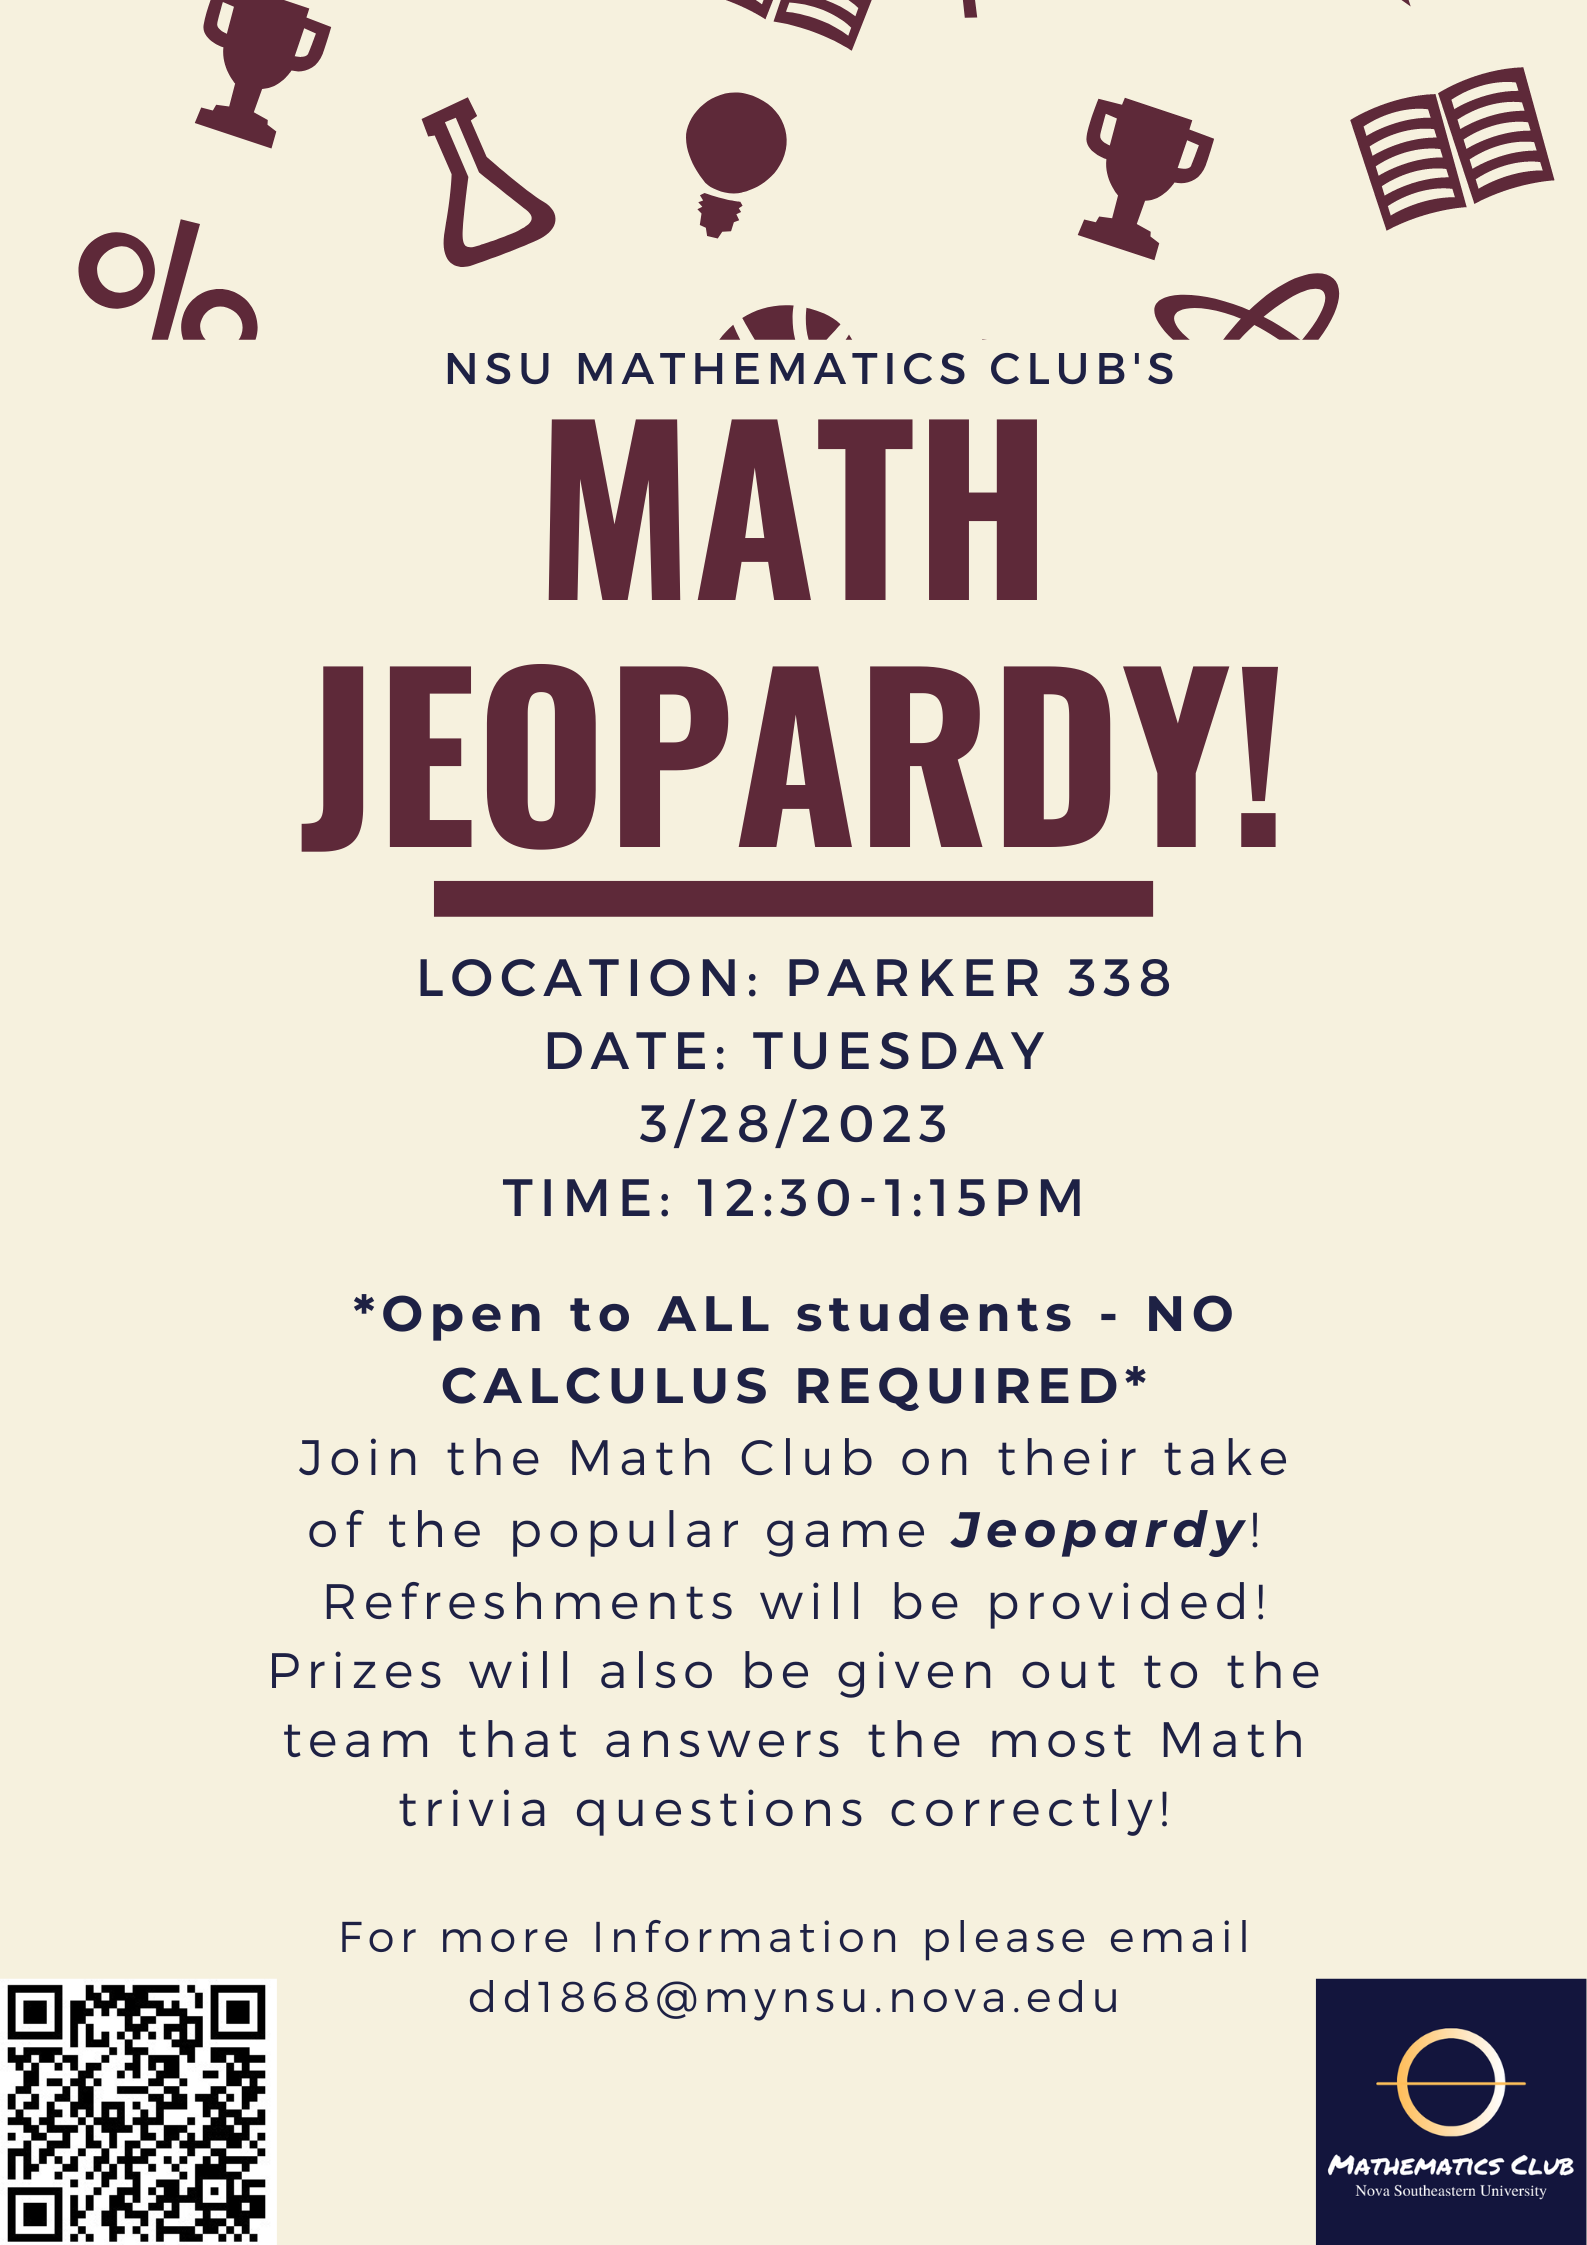 NSU MATHEMATICS CLUB'S
MATH
JEOPARDY!
LOCATION: PARKER 338
DATE: TUESDAY
3/28/2023
TIME: 12:30-1:15PM
*Open to ALL students - NO
CALCULUS REQUIRED*
Join the Math Club on their take
of the popular game Jeopardy!
Refreshments will be provided!
Prizes will also be given out to the
team that answers the most Math
trivia questions correctly!
For more Information please email
dd1868@mynsu.nova.edu
MATHEMATICS CLUB
Nova Southeastern University